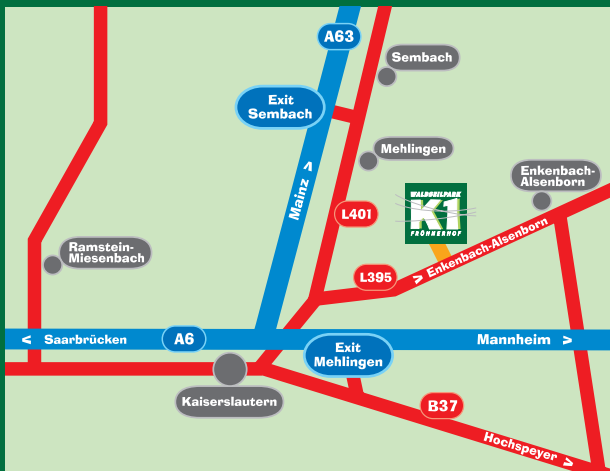 A63
Sembach
Exit
Sembach
Mehlingen
Mainz >
Enkenbach-
Alsenborn
WALDSEILPARK
K1
FRÖHNERHOF
L401
Ramstein-
Miesenbach
L395
> Enkenbach-Alsenborn
< Saarbrücken
A6
Exit
Mehlingen
Mannheim >
Kaiserslautern
B37
Hochspeyer >